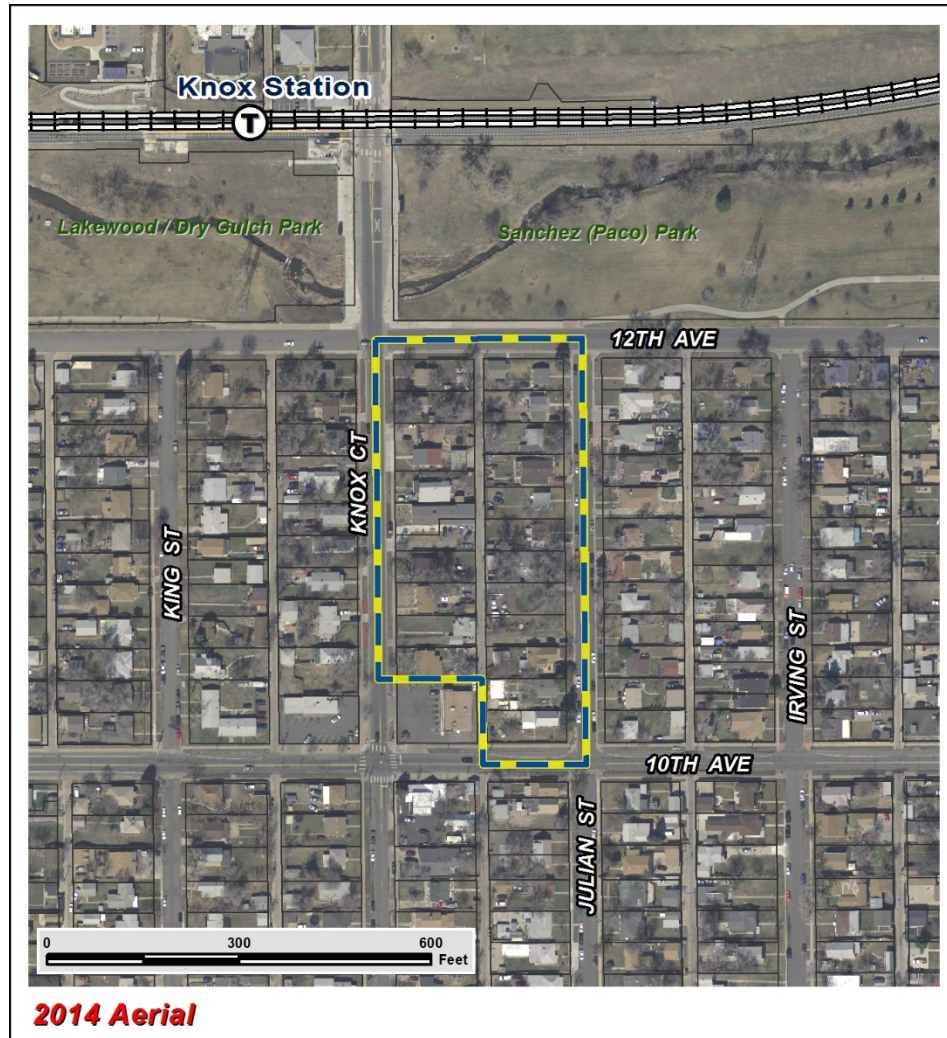 Knox Station
T
Lakewood / Dry Gulch Park
Sanchez (Paco) Park
12TH AVE
KNOX CT
KING ST
IRVING ST
10TH AVE
JULIAN ST
0 300 600
Feet
2014 Aerial